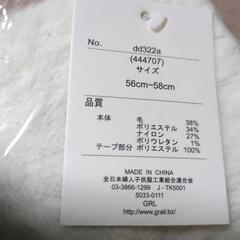 No. dd322a
(444707)
サイズ
56cm~58cm
品質
本体 毛 38%
ポリエステル 34%
ナイロン 27%
ポリウレタン 1%
テープ部分 ポリエステル 100%
MADE IN CHINA
全日本婦人子供服工業組合連合会
03-3866-1299 J-TK5001
5033-0111
GRL
http://www.grail.bz/